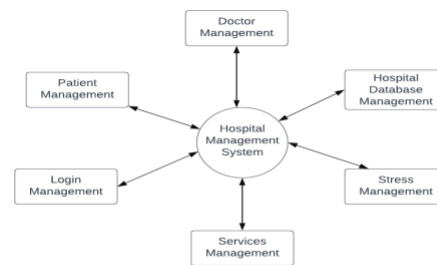 Doctor
Management
Patient
Management
Hospital
Database
Management
Hospital
Management
System
Login
Management
Stress
Management
Services
Management